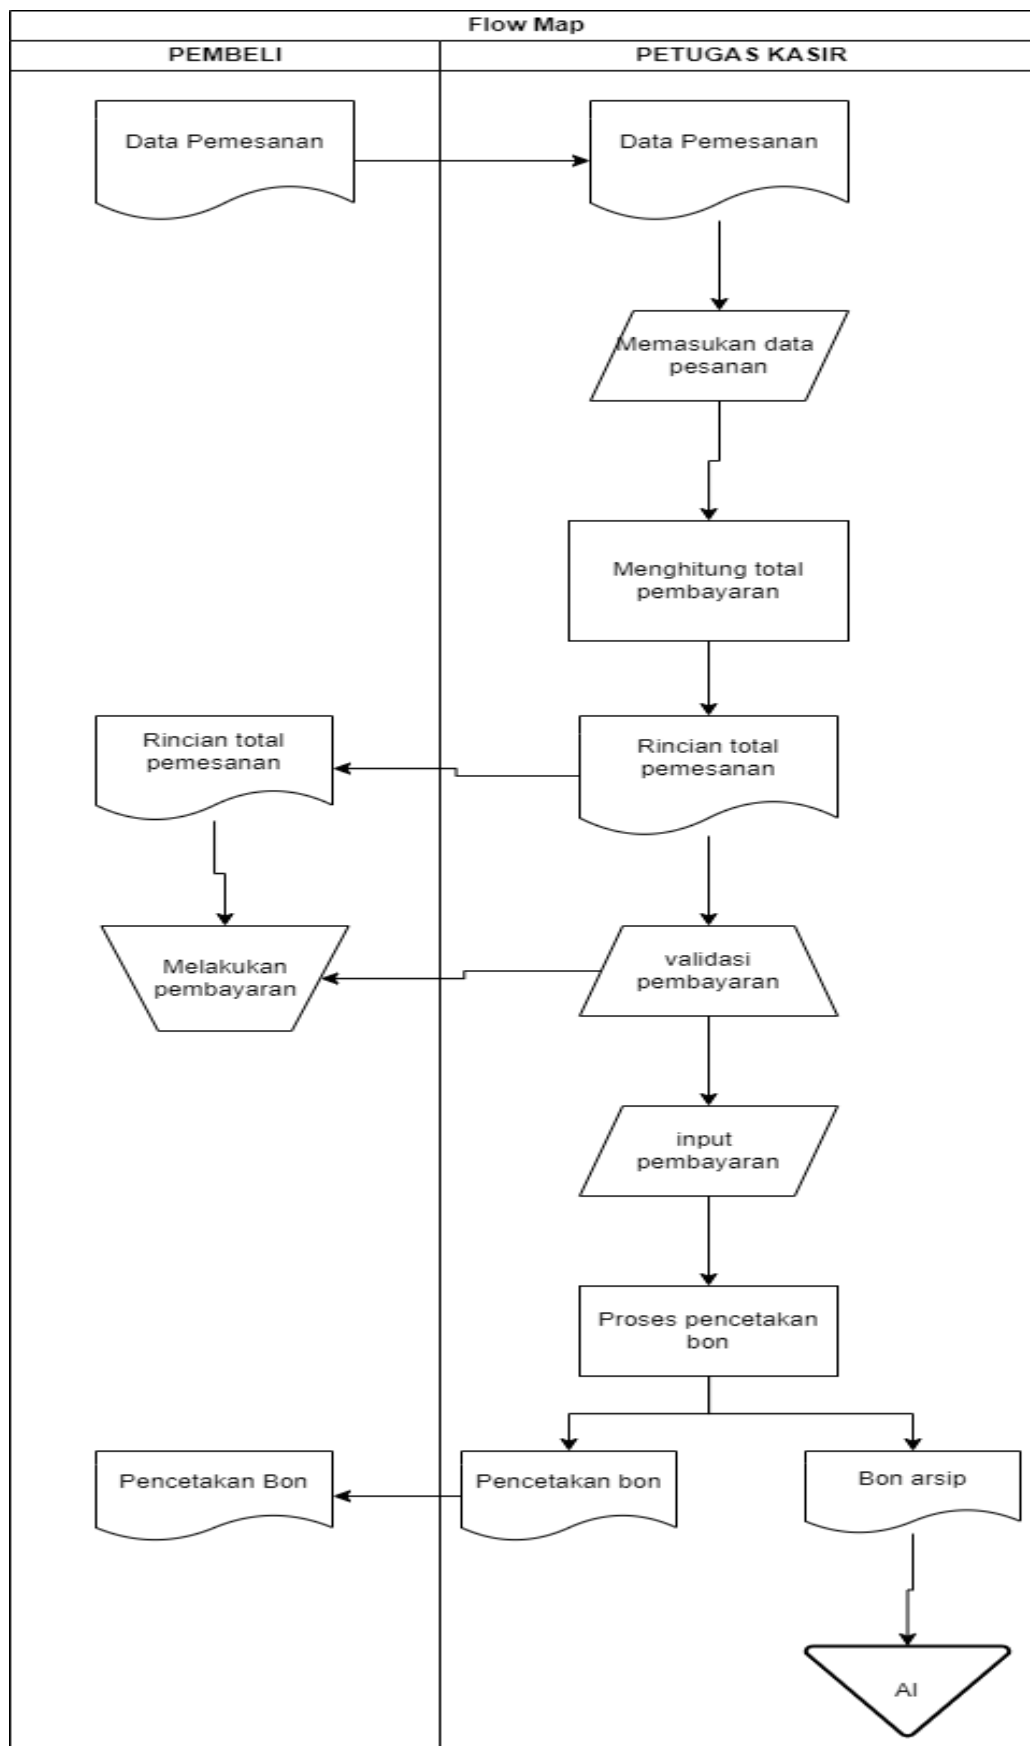 Flow Map
PEMBELI
PETUGAS KASIR
Data Pemesanan
Data Pemesanan
Memasukan data
pesanan
Menghitung total
pembayaran
Rincian total
pemesanan
Rincian total
pemesanan
Melakukan
pembayaran
validasi
pembayaran
input
pembayaran
Proses pencetakan
bon
Pencetakan Bon
Pencetakan bon
Bon arsip
AI